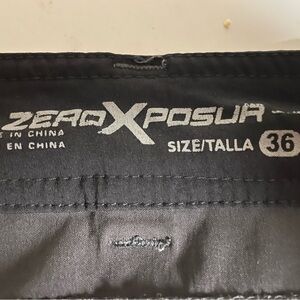 ZEROXPOSUR
IN CHINA
EN CHINA
SIZE/TALLA 36